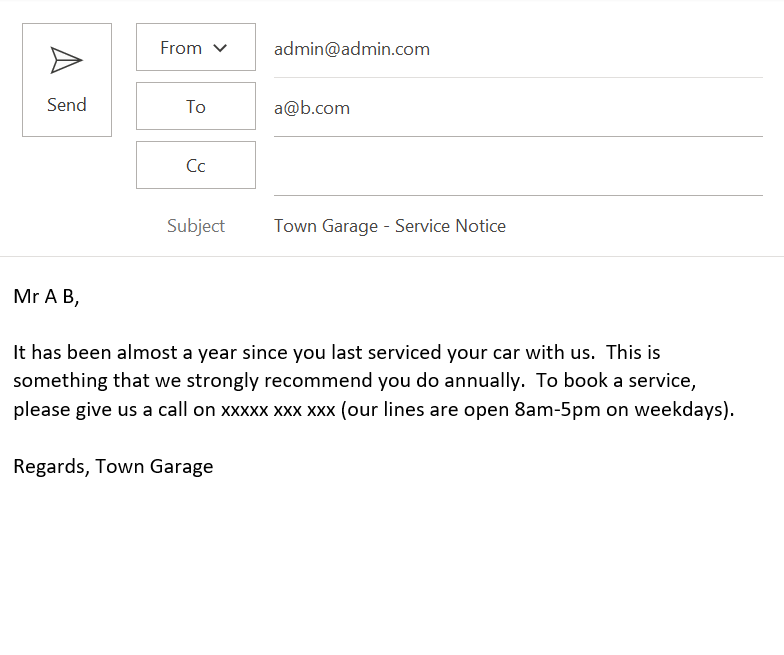 From
admin@admin.com
Send
To
a@b.com
Cc
Subject
Town Garage - Service Notice
Mr A B,
It has been almost a year since you last serviced your car with us.  This is
something that we strongly recommend you do annually.  To book a service,
please give us a call on xxxxx xxx xxx (our lines are open 8am-5pm on weekdays).
Regards, Town Garage